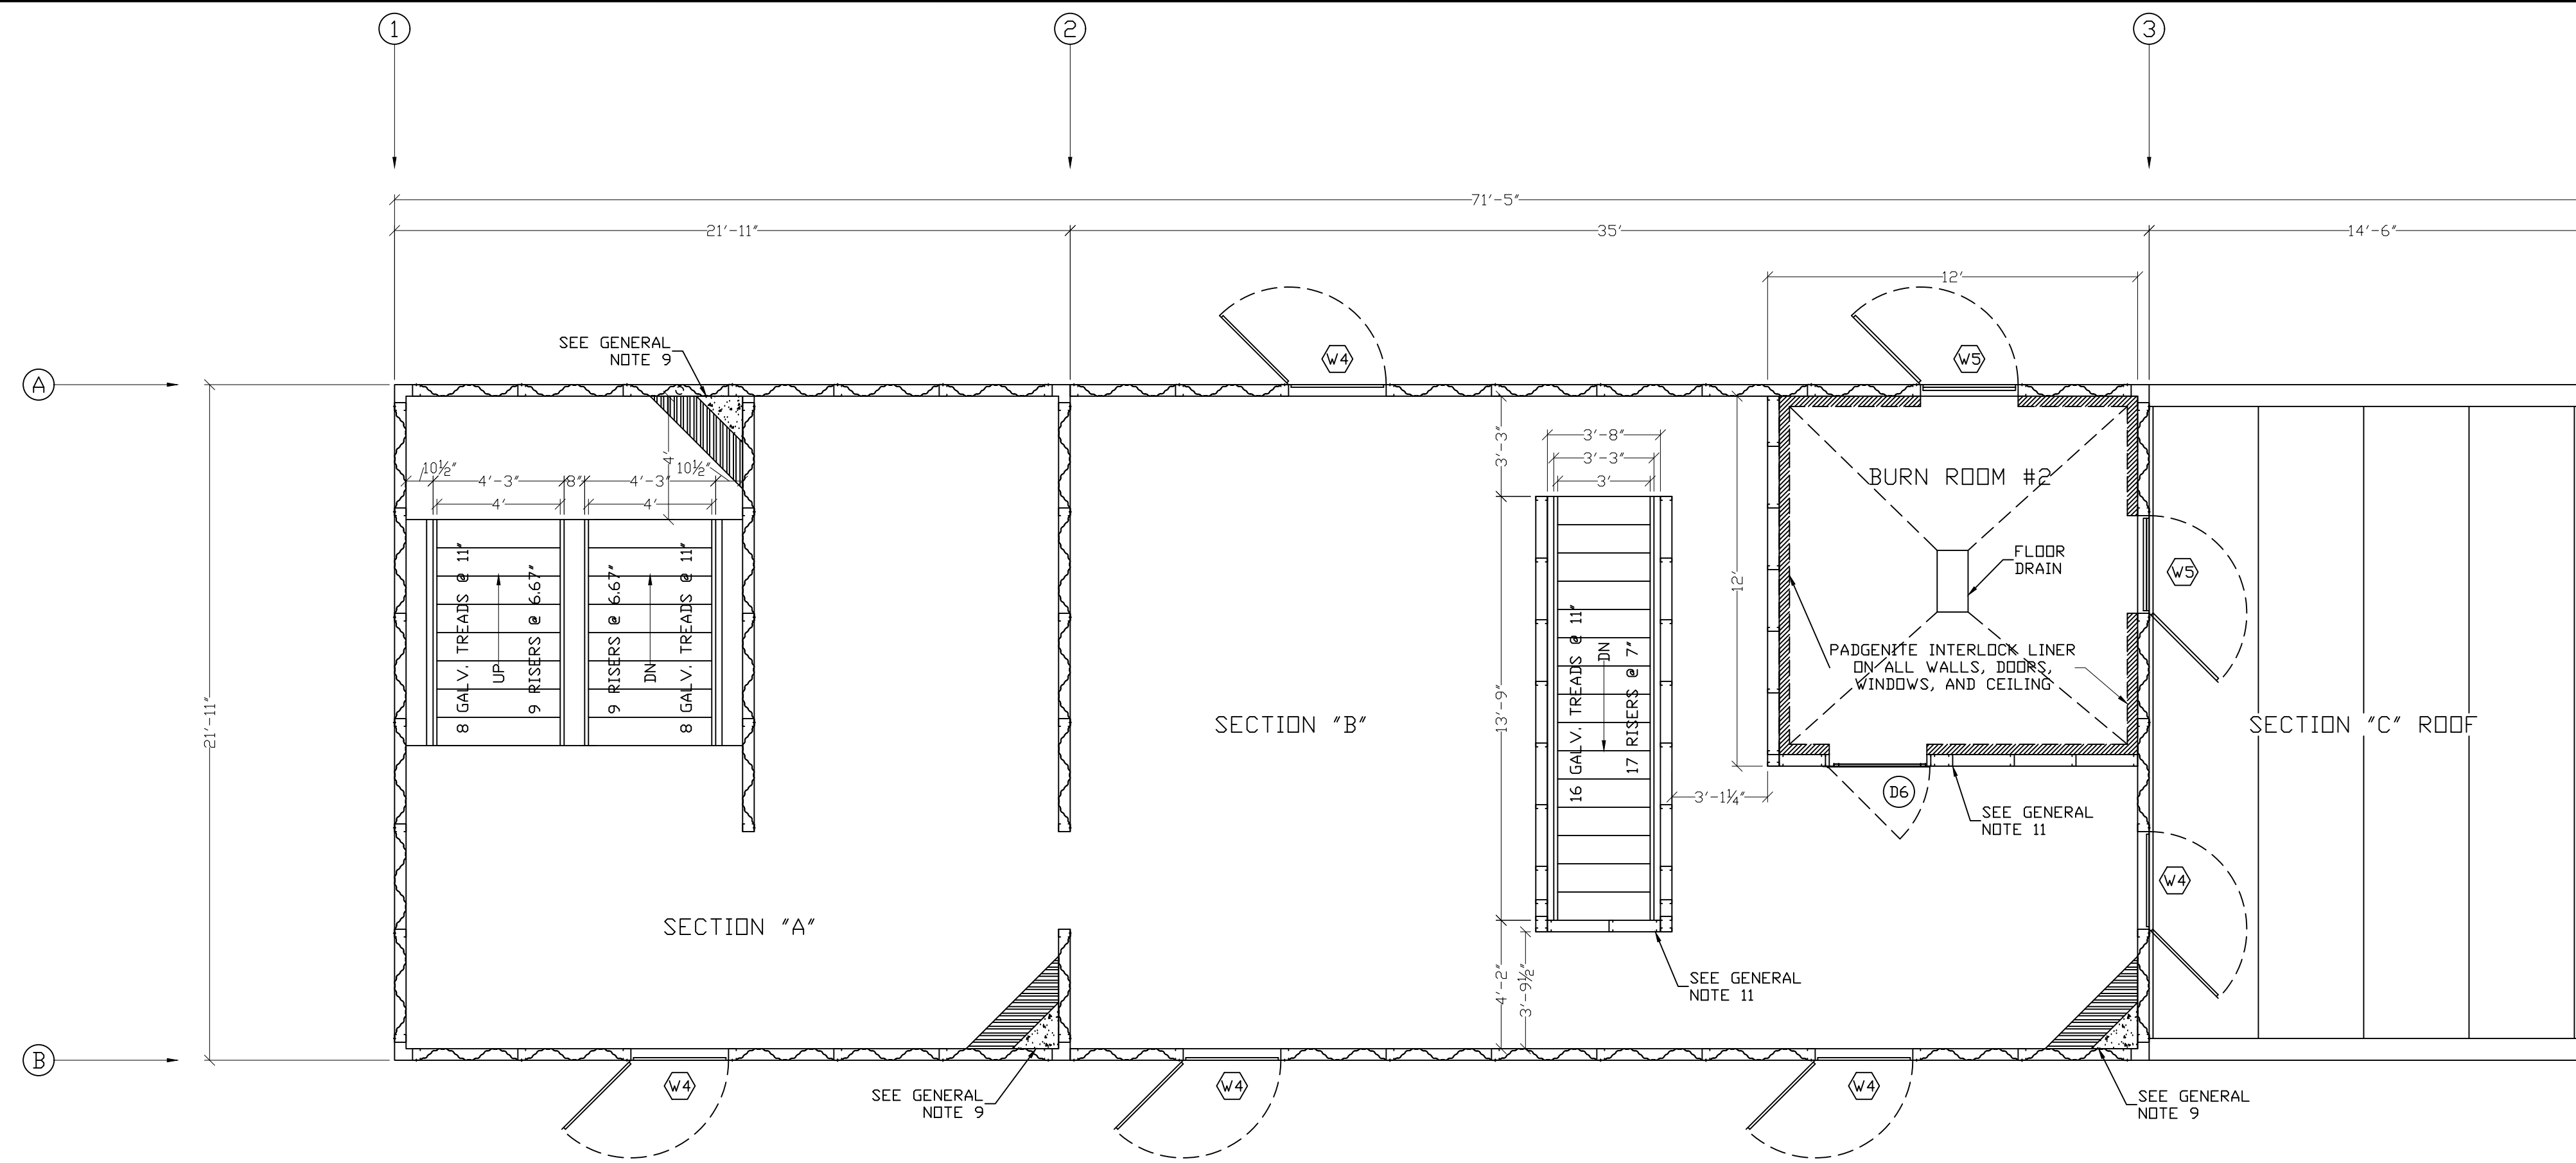 1
2
3
71'-5"
21'-11"
35'
14'-6"
12'
SEE GENERAL
NOTE 9
W4
W5
A
10½"
4'-3"
8"
4'-3"
10½"
4'
4'
4'
8 GALV. TREADS @ 11"
UP
9 RISERS @ 6.67"
9 RISERS @ 6.67"
DN
8 GALV. TREADS @ 11"
3'-3"
3'-8"
3'-3"
3'
13'-9"
16 GALV. TREADS @ 11"
DN
17 RISERS @ 7"
12'
BURN ROOM #2
FLOOR
DRAIN
W5
PADGENITE INTERLOCK LINER
ON ALL WALLS, DOORS,
WINDOWS, AND CEILING
21'-11"
SECTION "B"
SECTION "C" ROOF
3'-1¼"
D6
SEE GENERAL
NOTE 11
W4
SECTION "A"
4'-2"
3'-9½"
SEE GENERAL
NOTE 11
B
W4
SEE GENERAL
NOTE 9
W4
W4
SEE GENERAL
NOTE 9